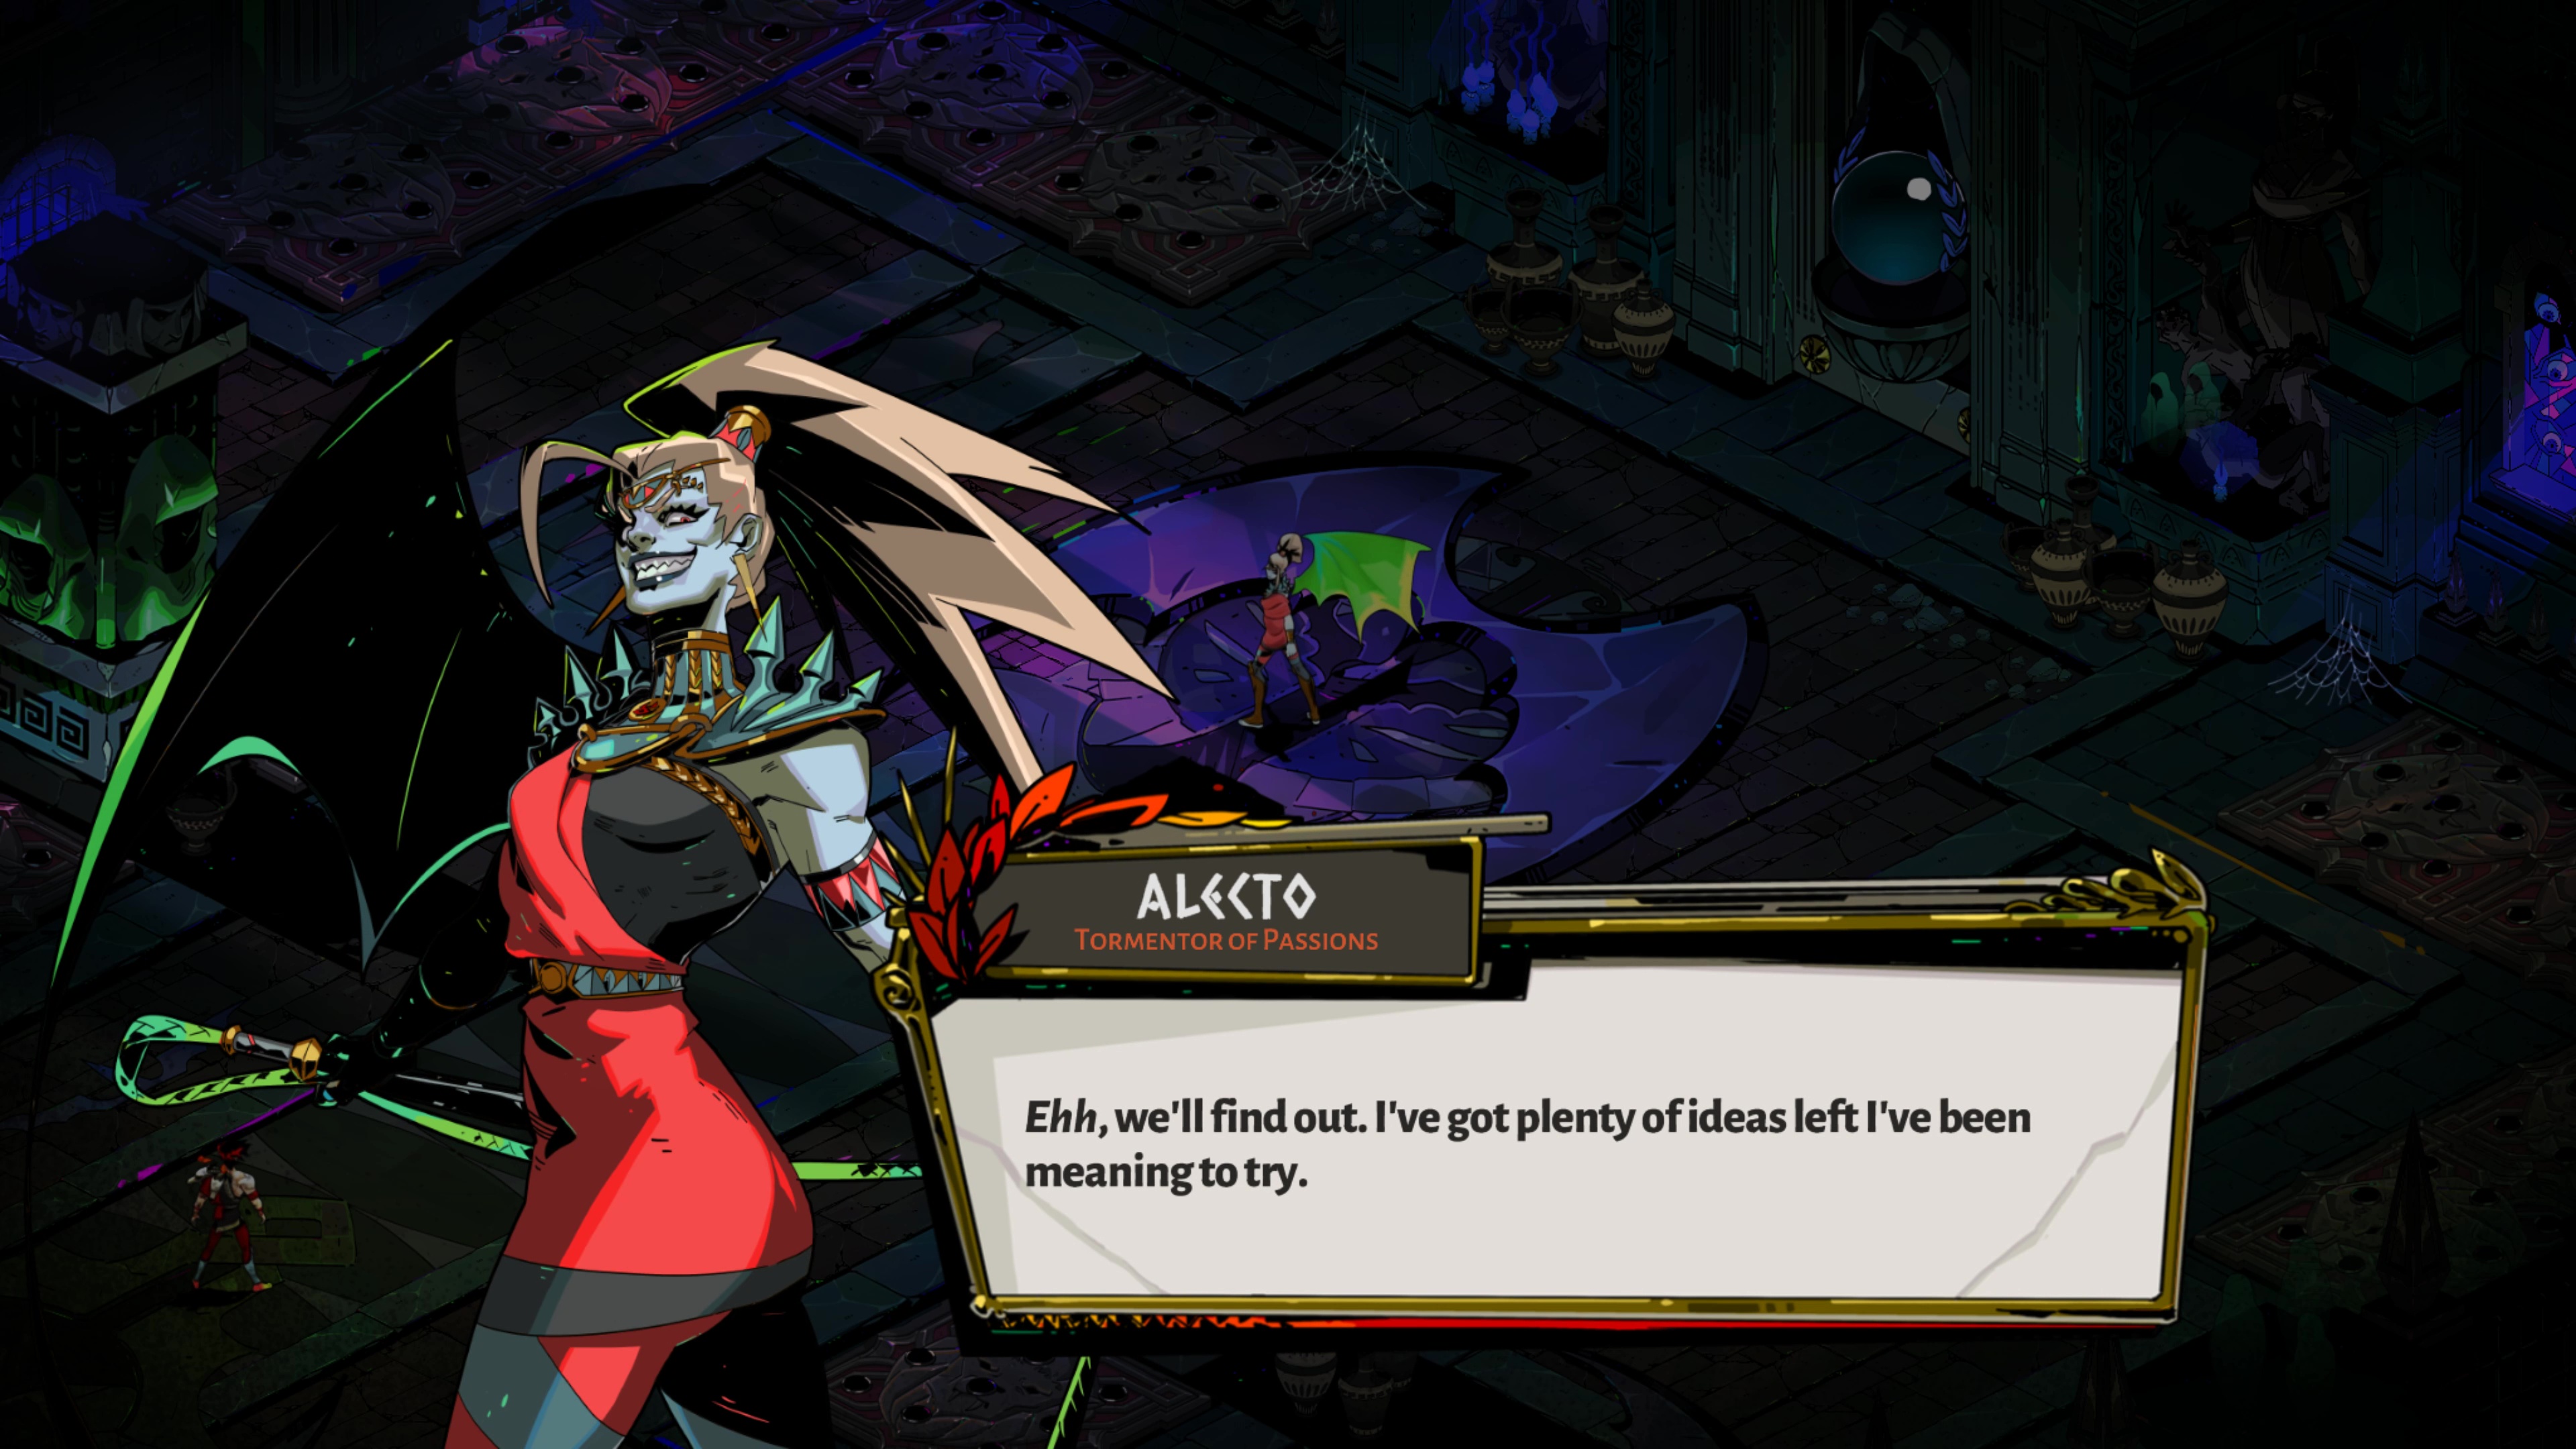 ALECTO
TORMENTOR OF PASSIONS
Ehh, we'll find out. I've got plenty of ideas left I've been
meaning to try.